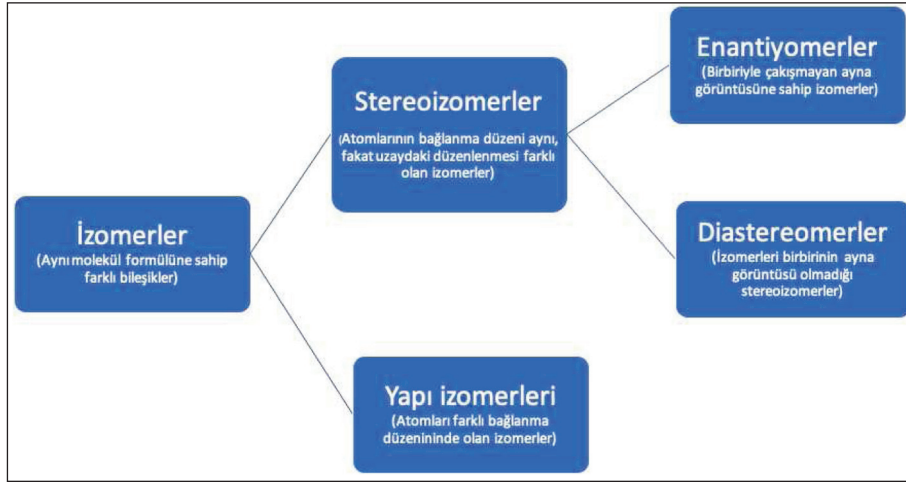 Enantiyomerler
(Birbiriyle çakışmayan ayna
görüntüsüne sahip izomerler)
Stereoizomerler
(Atomlarının bağlanma düzeni aynı,
fakat uzaydaki düzenlenmesi farklı
olan izomerler)
İzomerler
(Aynı molekül formülüne sahip
farklı bileşikler)
Diastereomerler
(İzomerleri birbirinin ayna
görüntüsü olmadığı
stereoizomerler)
Yapı izomerleri
(Atomları farklı bağlanma
düzenininde olan izomerler)